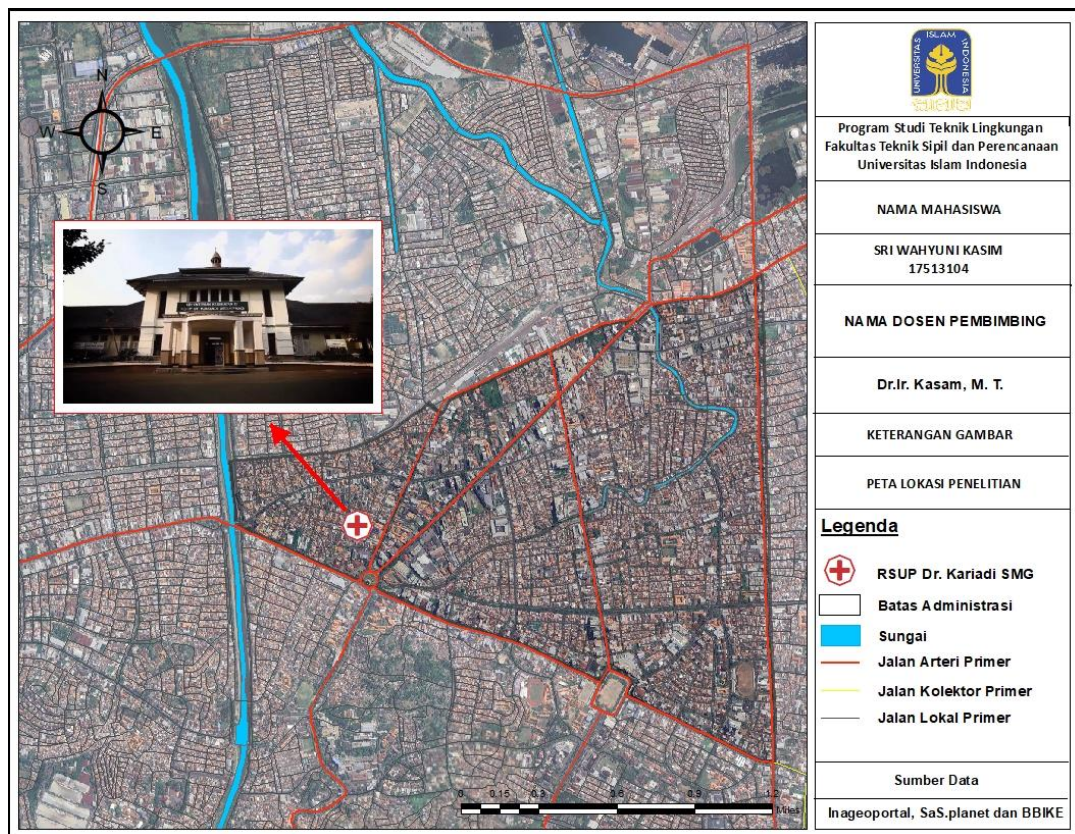 N
W E
S
0 0.15 0.3 0.6 0.9 1.2
Miles
UNIVERSITAS ISLAM INDONESIA
Program Studi Teknik Lingkungan
Fakultas Teknik Sipil dan Perencanaan
Universitas Islam Indonesia
NAMA MAHASISWA
SRI WAHYUNI KASIM
17513104
NAMA DOSEN PEMBIMBING
Dr.Ir. Kasam, M. T.
KETERANGAN GAMBAR
PETA LOKASI PENELITIAN
Legenda
RSUP Dr. Kariadi SMG
Batas Administrasi
Sungai
Jalan Arteri Primer
Jalan Kolektor Primer
Jalan Lokal Primer
Sumber Data
Inageoportal, SaS.planet dan BBIKE